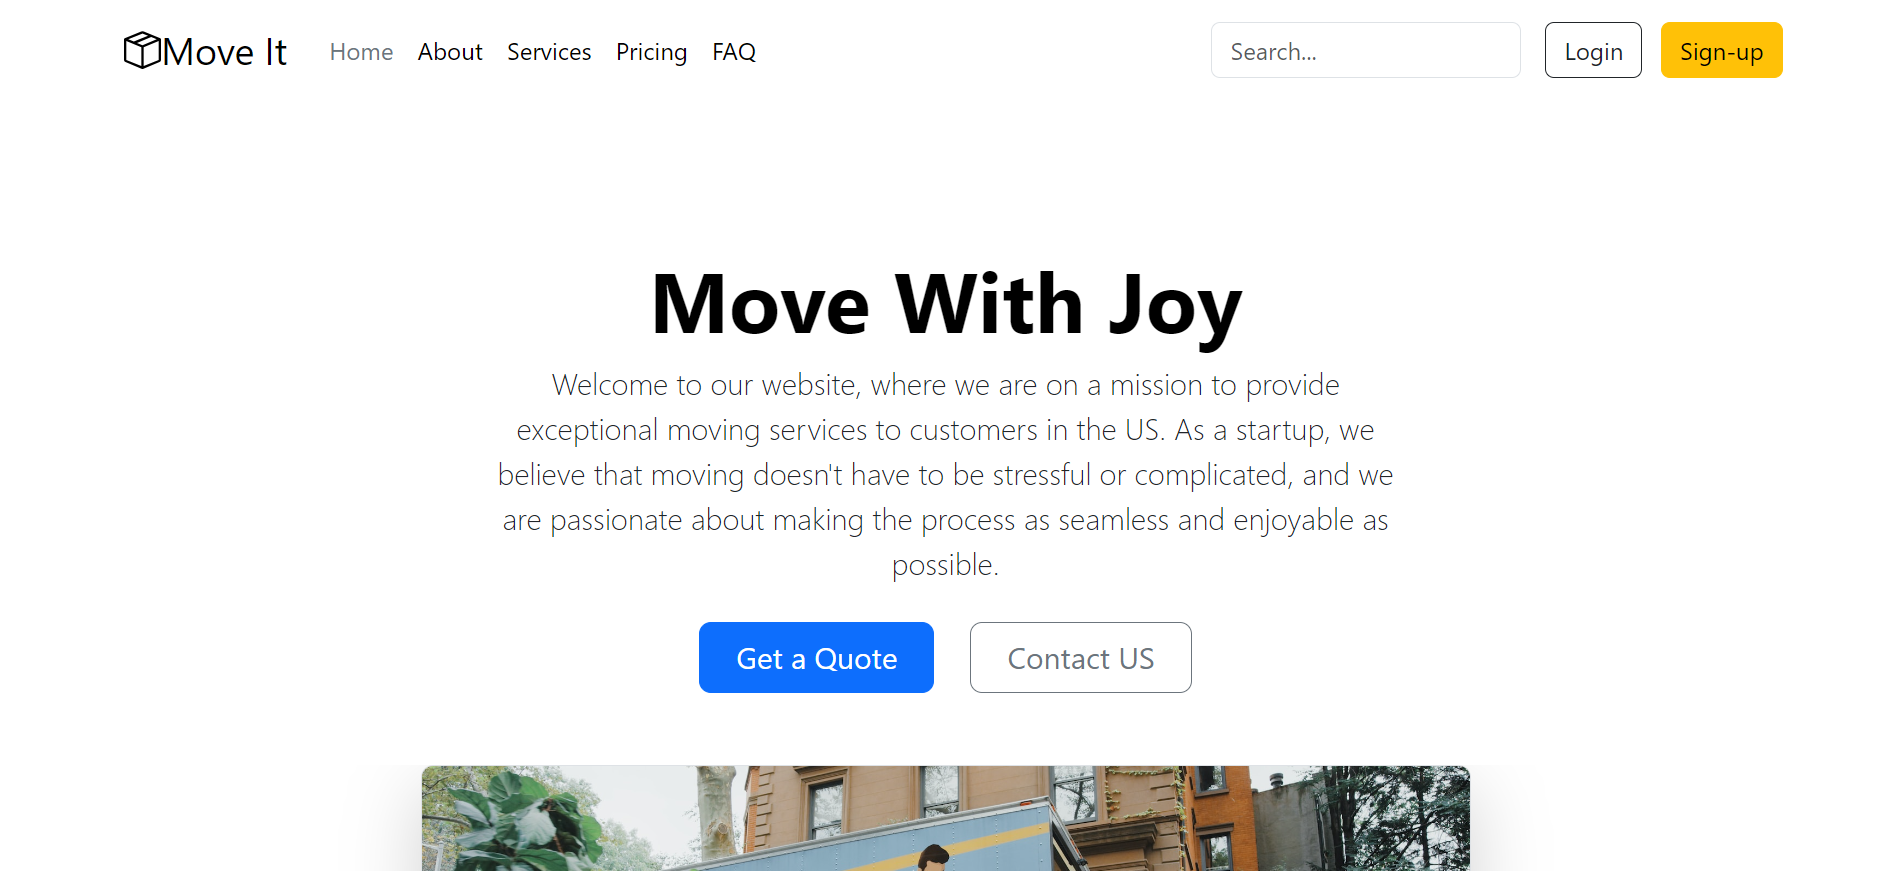 Move It Home About Services Pricing FAQ Search... Login Sign-up
Move With Joy
Welcome to our website, where we are on a mission to provide
exceptional moving services to customers in the US. As a startup, we
believe that moving doesn't have to be stressful or complicated, and we
are passionate about making the process as seamless and enjoyable as
possible.
Get a Quote Contact US